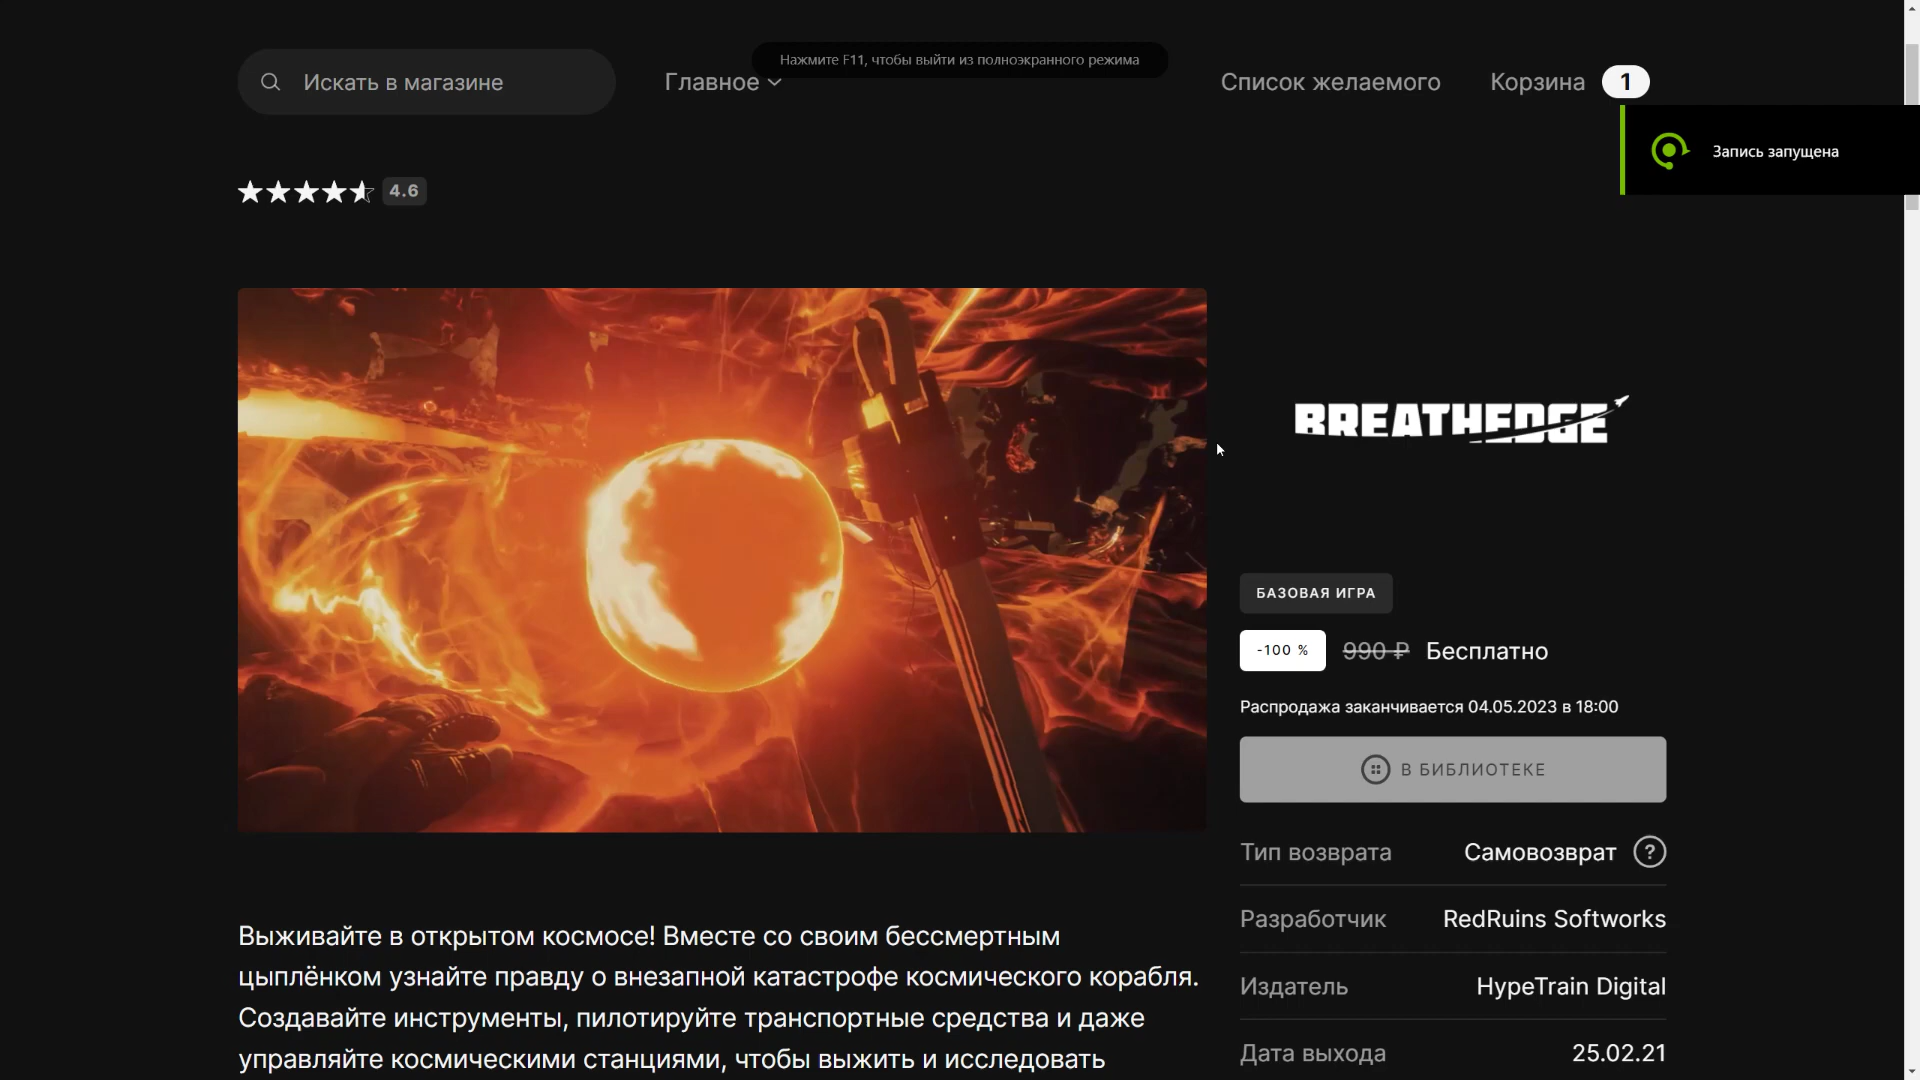 Искать в магазине
Главное
Нажмите F11, чтобы выйти из полноэкранного режима
Список желаемого
Корзина 1
Запись запущена
4.6
BREATHEDGE
БАЗОВАЯ ИГРА
-100 % 990 ₽ Бесплатно
Распродажа заканчивается 04.05.2023 в 18:00
В БИБЛИОТЕКЕ
Тип возврата Самовозврат ?
Разработчик RedRuins Softworks
Издатель HypeTrain Digital
Дата выхода 25.02.21
Выживайте в открытом космосе! Вместе со своим бессмертным
цыплёнком узнайте правду о внезапной катастрофе космического корабля.
Создавайте инструменты, пилотируйте транспортные средства и даже
управляйте космическими станциями, чтобы выжить и исследовать